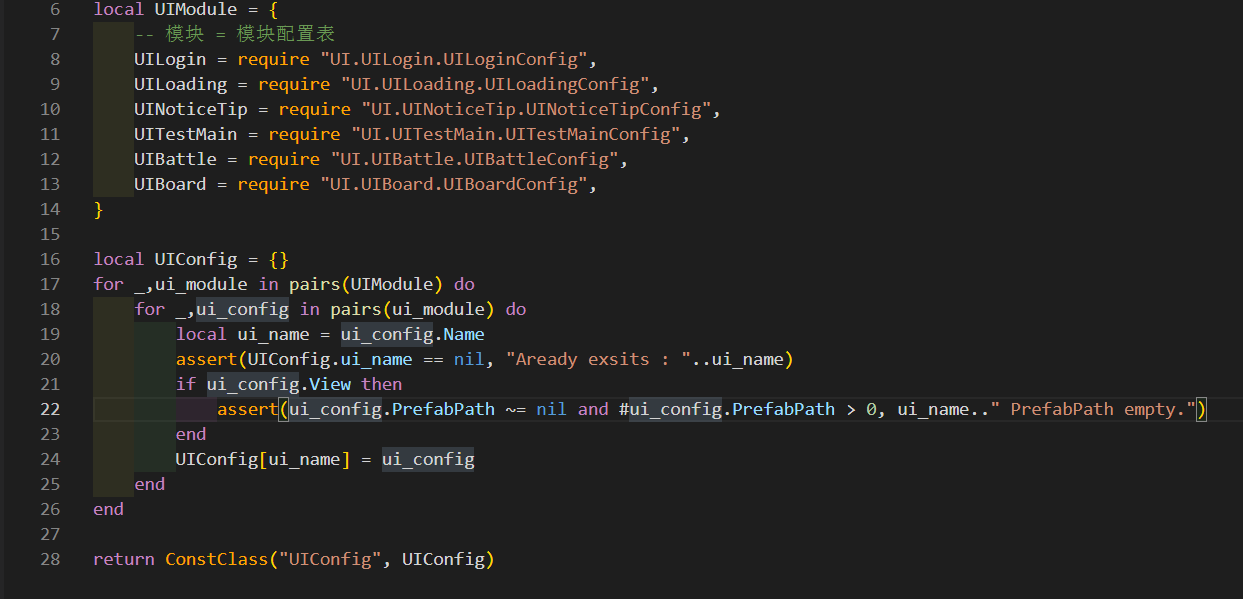 6 local UIModule = {
7 -- 模块 = 模块配置表
8 UILogin = require "UI.UILogin.UILoginConfig",
9 UILoading = require "UI.UILoading.UILoadingConfig",
10 UINoticeTip = require "UI.UINoticeTip.UINoticeTipConfig",
11 UITestMain = require "UI.UITestMain.UITestMainConfig",
12 UIBattle = require "UI.UIBattle.UIBattleConfig",
13 UIBoard = require "UI.UIBoard.UIBoardConfig",
14 }
15
16 local UIConfig = {}
17 for _,ui_module in pairs(UIModule) do
18 for _,ui_config in pairs(ui_module) do
19 local ui_name = ui_config.Name
20 assert(UIConfig.ui_name == nil, "Aready exsits : "..ui_name)
21 if ui_config.View then
22 assert(ui_config.PrefabPath ~= nil and #ui_config.PrefabPath > 0, ui_name.." PrefabPath empty.")
23 end
24 UIConfig[ui_name] = ui_config
25 end
26 end
27
28 return ConstClass("UIConfig", UIConfig)